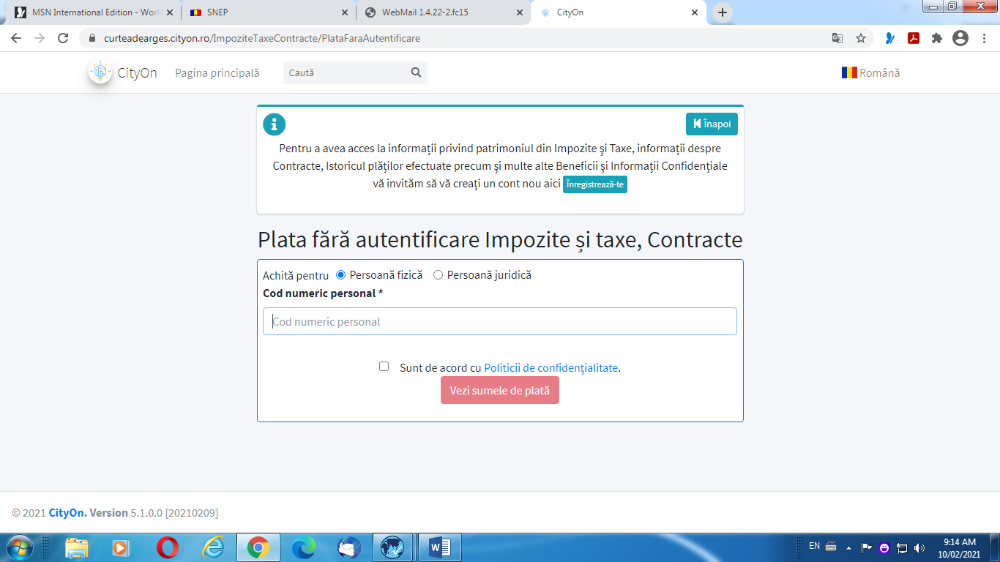 MSN International Edition - Worl
SNEP
WebMail 1.4.22-2.fc15
CityOn
curteadearges.cityon.ro/ImpoziteTaxeContracte/PlataFaraAutentificare
CityOn
Pagina principală
Caută
Română
Înapoi
Pentru a avea acces la informații privind patrimoniul din Impozite şi Taxe, informații despre
Contracte, Istoricul plăților efectuate precum şi multe alte Beneficii şi Informații Confidențiale
vă invităm să vă creați un cont nou aici Înregistrează-te
Plata fără autentificare Impozite și taxe, Contracte
Achită pentru Persoană fizică Persoană juridică
Cod numeric personal *
Cod numeric personal
Sunt de acord cu Politicii de confidențialitate.
Vezi sumele de plată
© 2021 CityOn. Version 5.1.0.0 [20210209]
EN
9:14 AM
10/02/2021